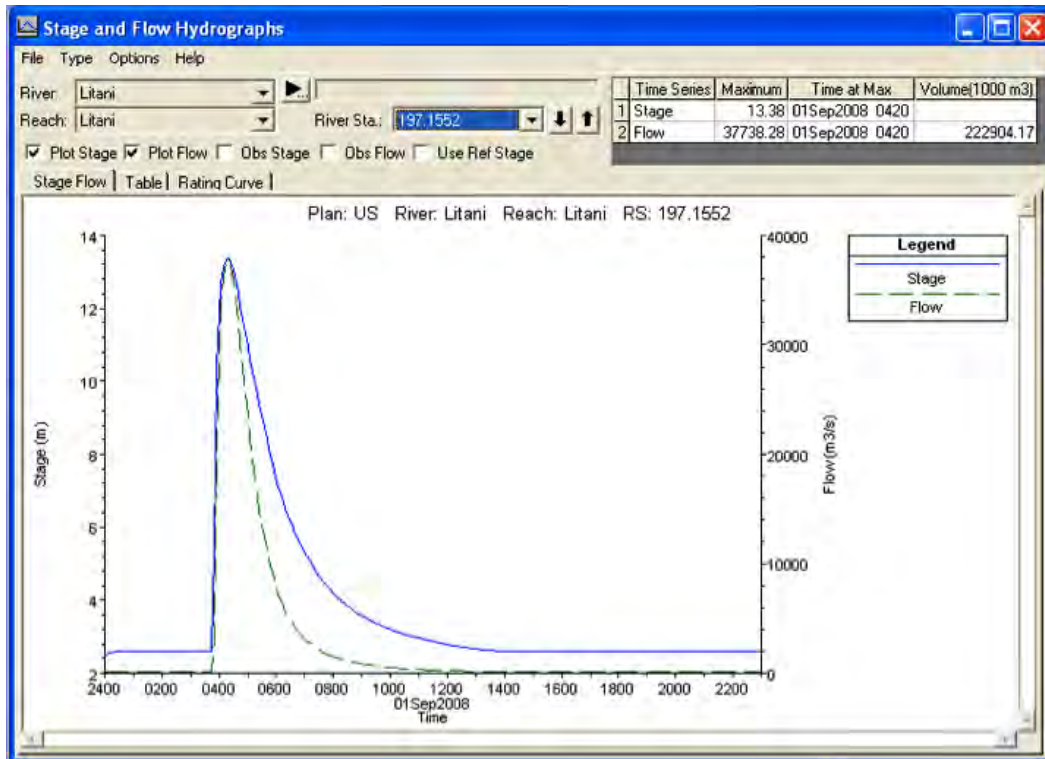 Stage and Flow Hydrographs
File Type Options Help
River: Litani
Reach: Litani River Sta.: 197.1552
Plot Stage Plot Flow Obs Stage Obs Flow Use Ref Stage
Time Series Maximum Time at Max Volume(1000 m3)
1 Stage 13.38 01Sep2008 0420
2 Flow 37738.28 01Sep2008 0420 222904.17
Stage Flow Table Rating Curve
Plan: US River: Litani Reach: Litani RS: 197.1552
14
12
10
8
6
4
2
Stage (m)
40000
30000
20000
10000
0
Flow (m3/s)
Legend
Stage
Flow
2400 0200 0400 0600 0800 1000 1200 1400 1600 1800 2000 2200
01Sep2008
Time